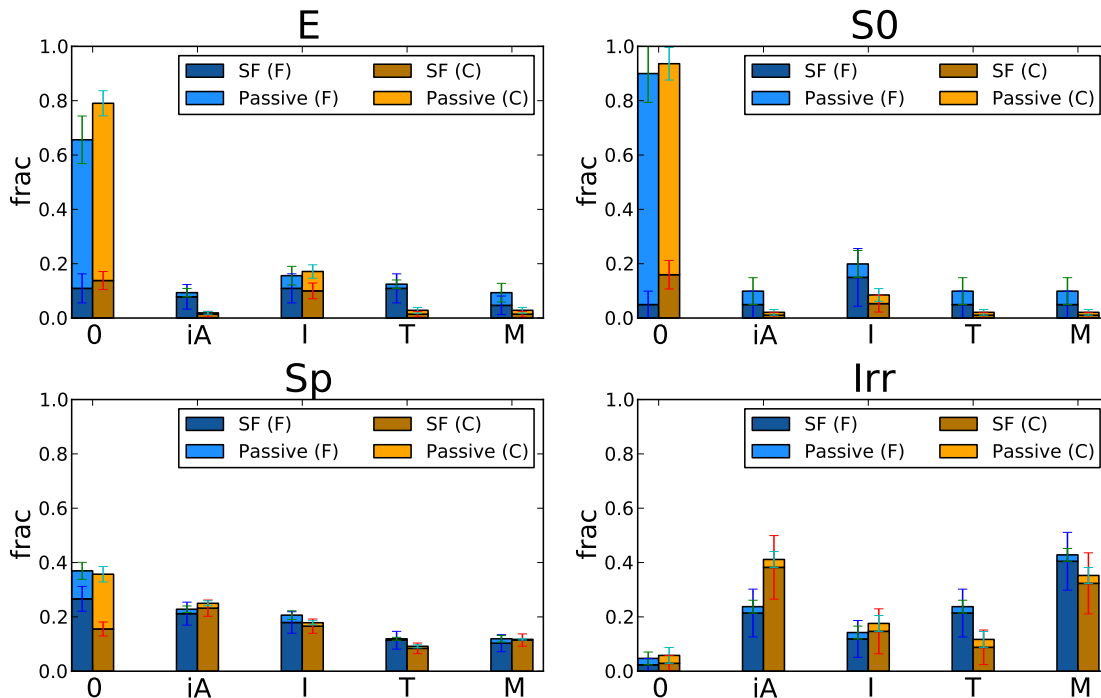 E
1.0
0.8
0.6
0.4
0.2
0.0
frac
SF (F)
SF (C)
Passive (F)
Passive (C)
0 iA I T M
S0
1.0
0.8
0.6
0.4
0.2
0.0
frac
SF (F)
SF (C)
Passive (F)
Passive (C)
0 iA I T M
Sp
1.0
0.8
0.6
0.4
0.2
0.0
frac
SF (F)
SF (C)
Passive (F)
Passive (C)
0 iA I T M
Irr
1.0
0.8
0.6
0.4
0.2
0.0
frac
SF (F)
SF (C)
Passive (F)
Passive (C)
0 iA I T M